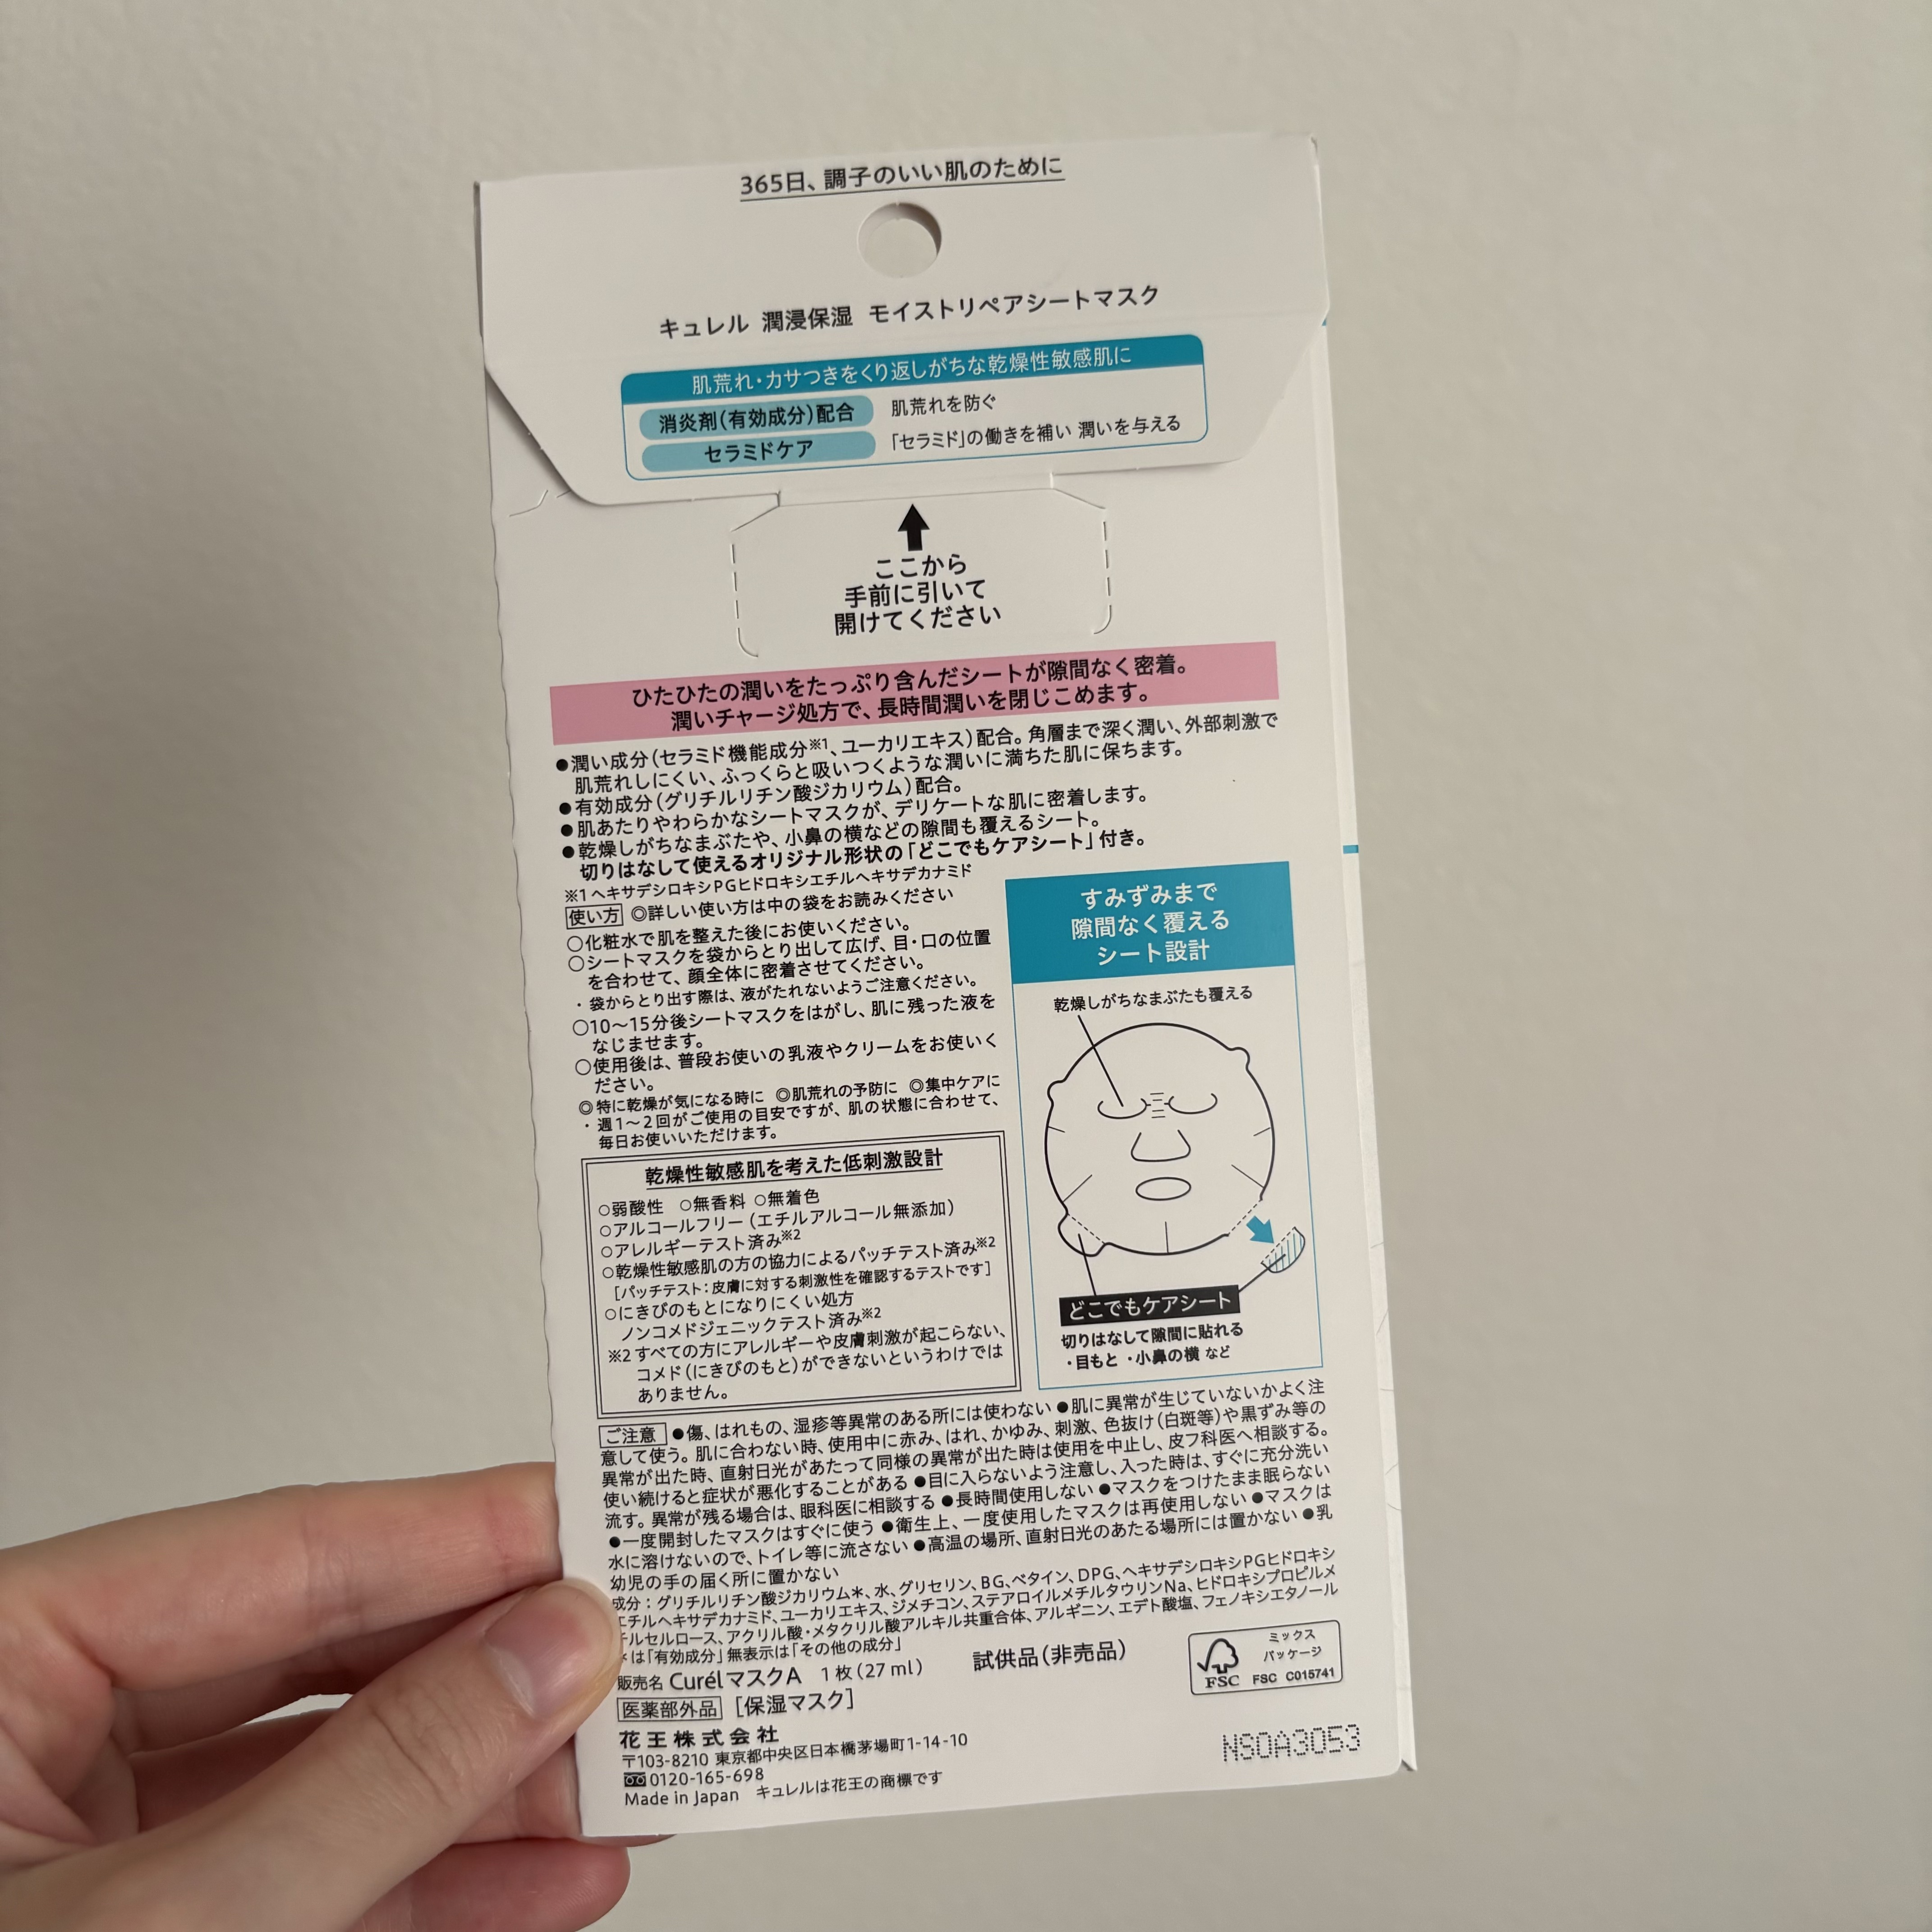 365日、調子のいい肌のために
キュレル 潤浸保湿 モイストリペアシートマスク
肌荒れ・カサつきをくり返しがちな乾燥性敏感肌に
消炎剤（有効成分）配合 肌荒れを防ぐ
セラミドケア 「セラミド」の働きを補い 潤いを与える
ここから
手前に引いて
開けてください
ひたひたの潤いをたっぷり含んだシートが隙間なく密着。
潤いチャージ処方で、長時間潤いを閉じこめます。
●潤い成分（セラミド機能成分※1、ユーカリエキス）配合。角層まで深く潤い、外部刺激で
肌荒れしにくい、ふっくらと吸いつくような潤いに満ちた肌に保ちます。
●有効成分（グリチルリチン酸ジカリウム）配合。
●肌あたりやわらかなシートマスクが、デリケートな肌に密着します。
●乾燥しがちなまぶたや、小鼻の横などの隙間も覆えるシート。
切りはなして使えるオリジナル形状の「どこでもケアシート」付き。
※1 ヘキサデシロキシPGヒドロキシエチルヘキサデカナミド
使い方 ◎詳しい使い方は中の袋をお読みください
○化粧水で肌を整えた後にお使いください。
○シートマスクを袋からとり出して広げ、目・口の位置
を合わせて、顔全体に密着させてください。
・袋からとり出す際は、液がたれないようご注意ください。
○10～15分後シートマスクをはがし、肌に残った液を
なじませます。
○使用後は、普段お使いの乳液やクリームをお使いく
ださい。
◎特に乾燥が気になる時に ◎肌荒れの予防に ◎集中ケアに
・週1～2回がご使用の目安ですが、肌の状態に合わせて、
毎日お使いいただけます。
すみずみまで
隙間なく覆える
シート設計
乾燥しがちなまぶたも覆える
どこでもケアシート
切りはなして隙間に貼れる
・目もと ・小鼻の横 など
乾燥性敏感肌を考えた低刺激設計
○弱酸性 ○無香料 ○無着色
○アルコールフリー（エチルアルコール無添加）
○アレルギーテスト済み※2
○乾燥性敏感肌の方の協力によるパッチテスト済み※2
［パッチテスト：皮膚に対する刺激性を確認するテストです］
○にきびのもとになりにくい処方
ノンコメドジェニックテスト済み※2
※2 すべての方にアレルギーや皮膚刺激が起こらない、
コメド（にきびのもと）ができないというわけでは
ありません。
ご注意 ●傷、はれもの、湿疹等異常のある所には使わない ●肌に異常が生じていないかよく注
意して使う。肌に合わない時、使用中に赤み、はれ、かゆみ、刺激、色抜け（白斑等）や黒ずみ等の
異常が出た時、直射日光があたって同様の異常が出た時は使用を中止し、皮フ科医へ相談する。
使い続けると症状が悪化することがある ●目に入らないよう注意し、入った時は、すぐに充分洗い
流す。異常が残る場合は、眼科医に相談する ●長時間使用しない ●マスクをつけたまま眠らない
●一度開封したマスクはすぐに使う ●衛生上、一度使用したマスクは再使用しない ●マスクは
水に溶けないので、トイレ等に流さない ●高温の場所、直射日光のあたる場所には置かない ●乳
幼児の手の届く所に置かない
成分：グリチルリチン酸ジカリウム＊、水、グリセリン、BG、ベタイン、DPG、ヘキサデシロキシPGヒドロキシ
エチルヘキサデカナミド、ユーカリエキス、ジメチコン、ステアロイルメチルタウリンNa、ヒドロキシプロピルメ
チルセルロース、アクリル酸・メタクリル酸アルキル共重合体、アルギニン、エデト酸塩、フェノキシエタノール
＊は「有効成分」無表示は「その他の成分」
販売名 CurélマスクA 1枚（27 ml） 試供品（非売品）
医薬部外品 ［保湿マスク］
花王株式会社
〒103-8210 東京都中央区日本橋茅場町1-14-10
0120-165-698
Made in Japan キュレルは花王の商標です
ミックス
パッケージ
FSC FSC C015741
NSOA3053